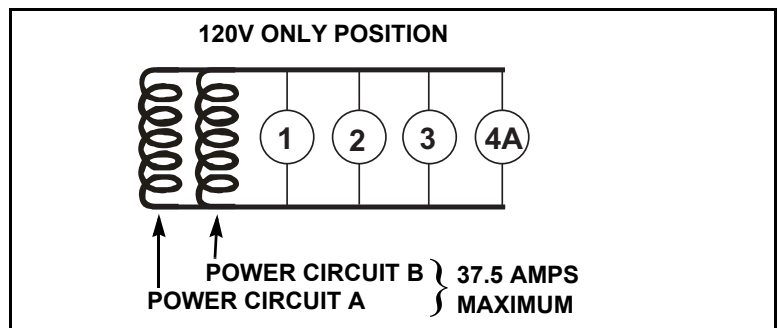 120V ONLY POSITION
1 2 3 4A
POWER CIRCUIT B } 37.5 AMPS
POWER CIRCUIT A MAXIMUM